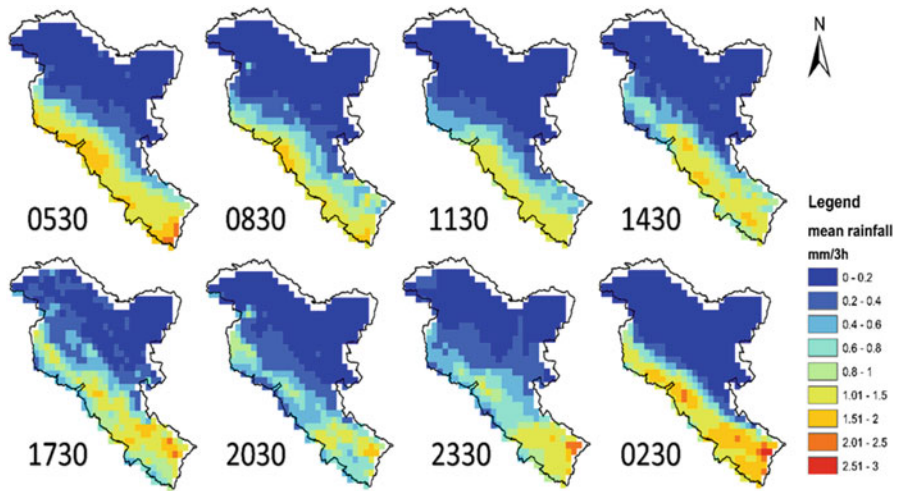 N
0530
0830
1130
1430
Legend
mean rainfall
mm/3h
0 - 0.2
0.2 - 0.4
0.4 - 0.6
0.6 - 0.8
0.8 - 1
1.01 - 1.5
1.51 - 2
2.01 - 2.5
2.51 - 3
1730
2030
2330
0230